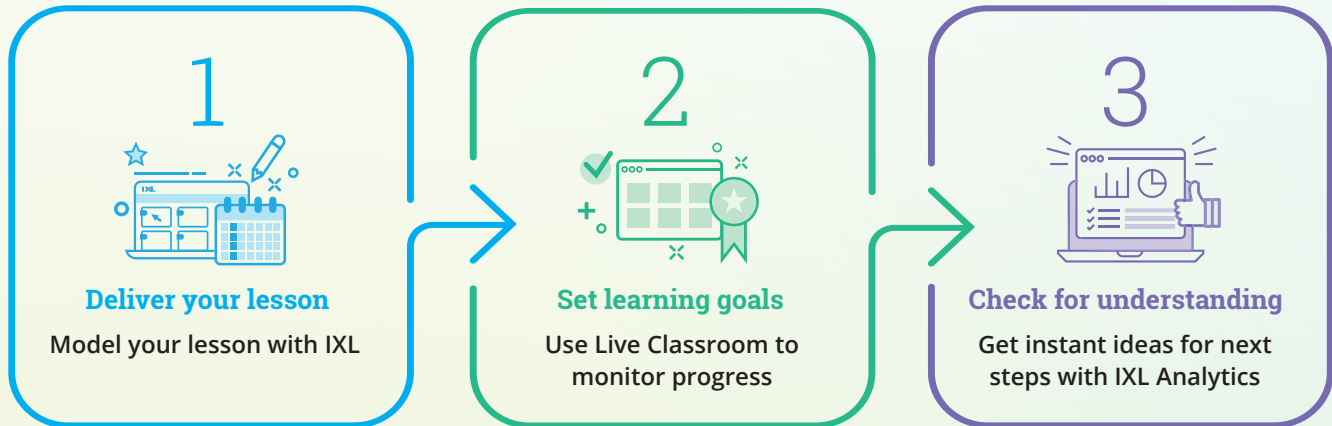 1
IXL
Deliver your lesson
Model your lesson with IXL
2
Set learning goals
Use Live Classroom to
monitor progress
3
Check for understanding
Get instant ideas for next
steps with IXL Analytics